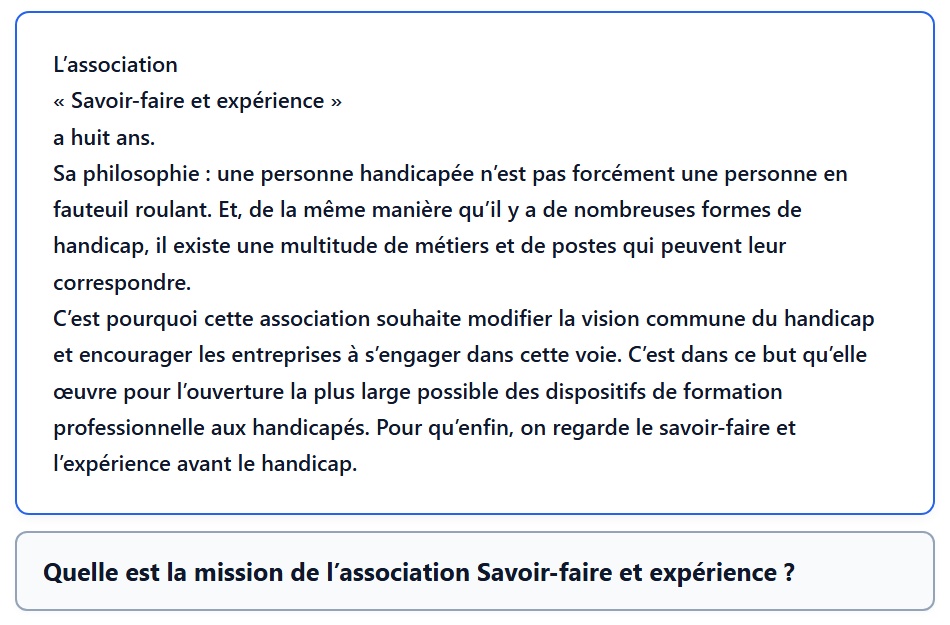 L’association
« Savoir-faire et expérience »
a huit ans.
Sa philosophie : une personne handicapée n’est pas forcément une personne en
fauteuil roulant. Et, de la même manière qu’il y a de nombreuses formes de
handicap, il existe une multitude de métiers et de postes qui peuvent leur
correspondre.
C’est pourquoi cette association souhaite modifier la vision commune du handicap
et encourager les entreprises à s’engager dans cette voie. C’est dans ce but qu’elle
œuvre pour l’ouverture la plus large possible des dispositifs de formation
professionnelle aux handicapés. Pour qu’enfin, on regarde le savoir-faire et
l’expérience avant le handicap.
Quelle est la mission de l’association Savoir-faire et expérience ?